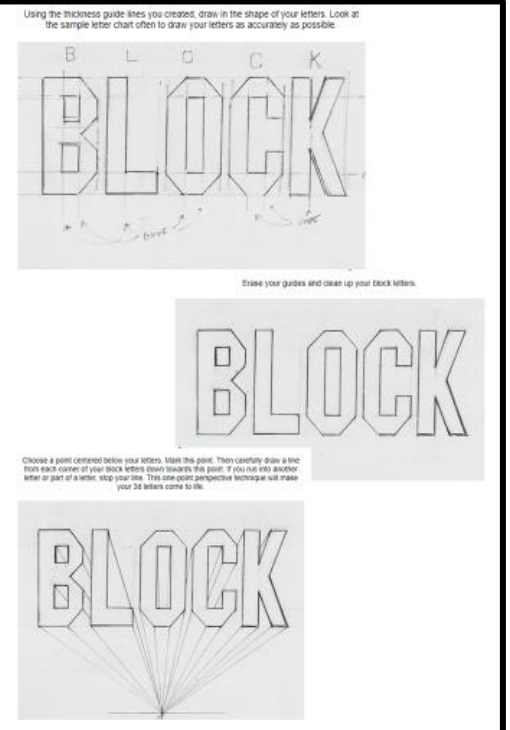 Using the thickness guide lines you created, draw in the shape of your letters. Look at
the sample letter chart often to draw your letters as accurately as possible.
B L O C K
BLOCK
Erase your guides and clean up your block letters.
BLOCK
Choose a point centered below your letters. Mark this point. Then carefully draw a line
from each corner of your block letters down towards this point. If you run into another
letter or part of a letter, stop your line. This one-point perspective technique will make
your 3d letters come to life.
BLOCK